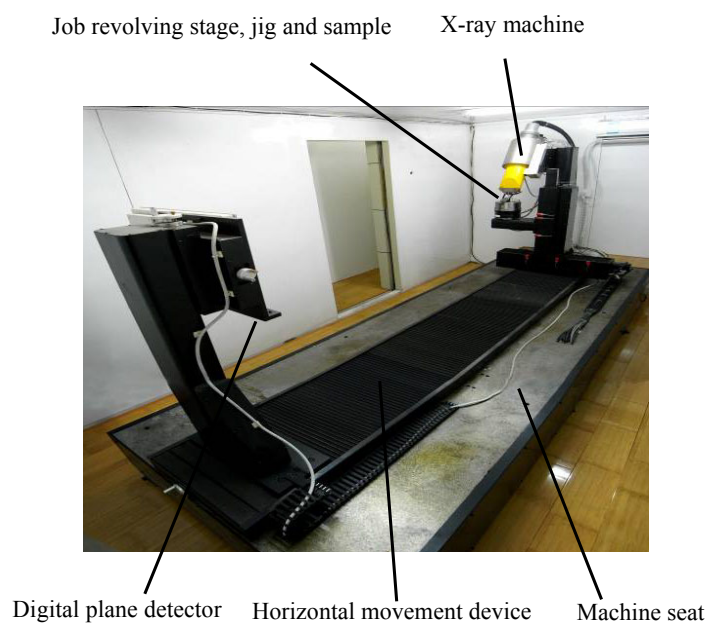 Job revolving stage, jig and sample
X-ray machine
Digital plane detector
Horizontal movement device
Machine seat